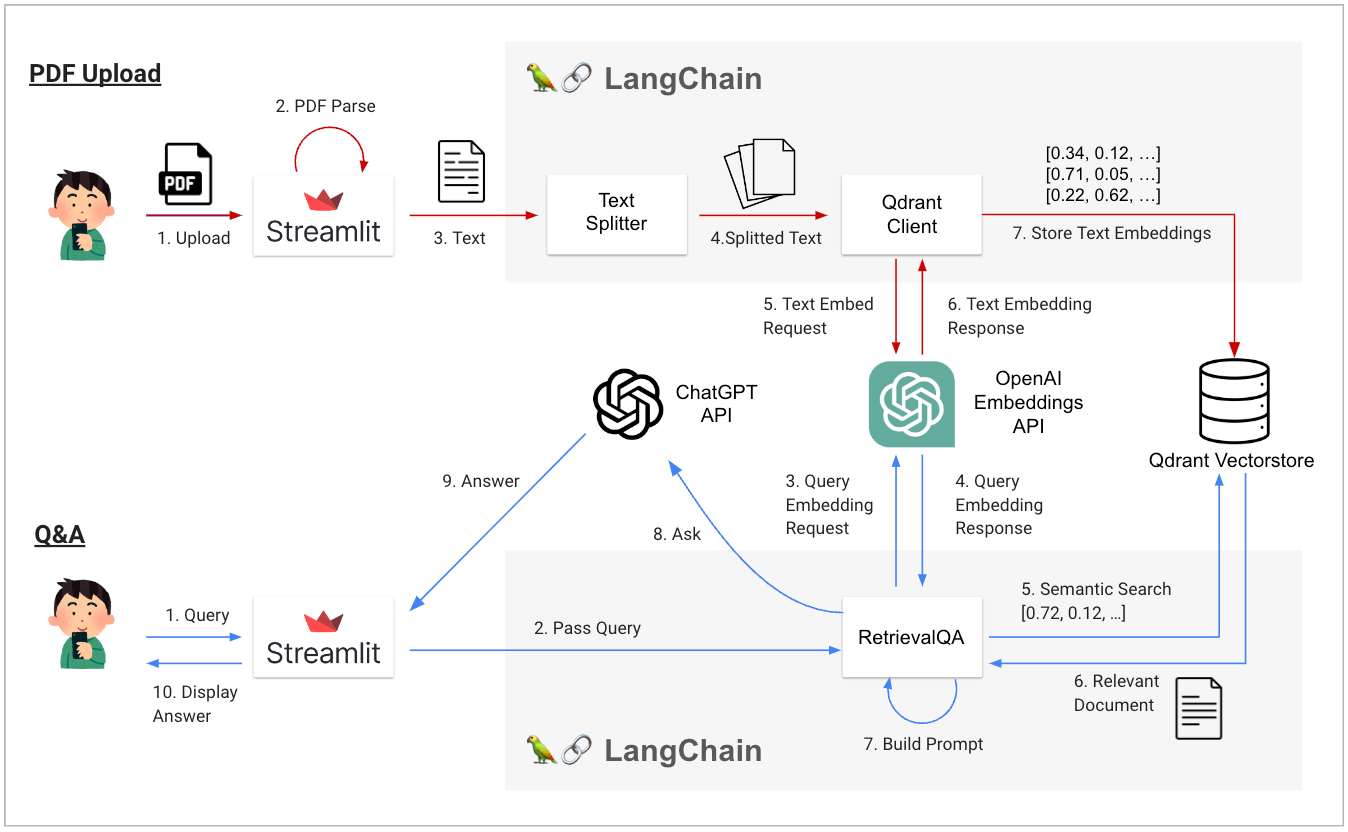 PDF Upload
LangChain
2. PDF Parse
PDF
1. Upload
Streamlit
3. Text
Text
Splitter
4.Splitted Text
Qdrant
Client
[0.34, 0.12, ...]
[0.71, 0.05, ...]
[0.22, 0.62, ...]
7. Store Text Embeddings
5. Text Embed
Request
6. Text Embedding
Response
ChatGPT
API
OpenAI
Embeddings
API
Qdrant Vectorstore
9. Answer
3. Query
Embedding
Request
4. Query
Embedding
Response
8. Ask
Q&A
1. Query
Streamlit
10. Display
Answer
2. Pass Query
RetrievalQA
5. Semantic Search
[0.72, 0.12, ...]
6. Relevant
Document
7. Build Prompt
LangChain